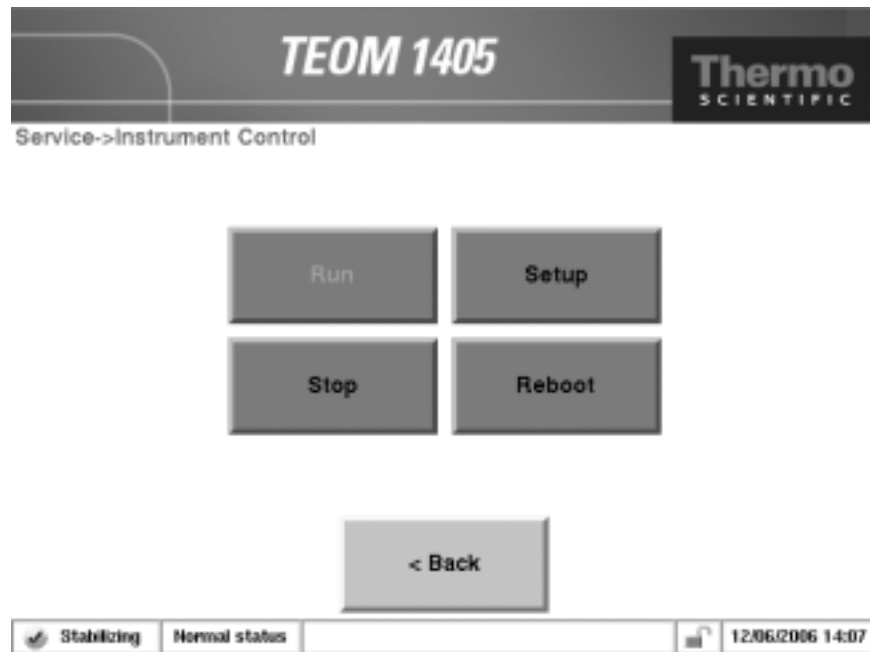 TEOM 1405
Thermo
SCIENTIFIC
Service->Instrument Control
Run
Setup
Stop
Reboot
< Back
Stabilizing
Normal status
12/06/2006 14:07